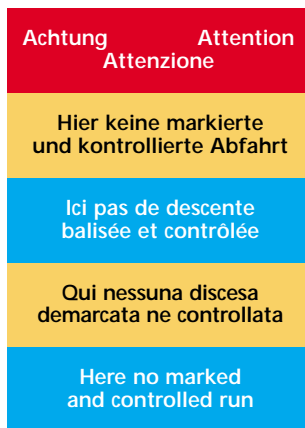 Achtung Attention
Attenzione
Hier keine markierte
und kontrollierte Abfahrt
Ici pas de descente
balisée et contrôlée
Qui nessuna discesa
demarcata ne controllata
Here no marked
and controlled run